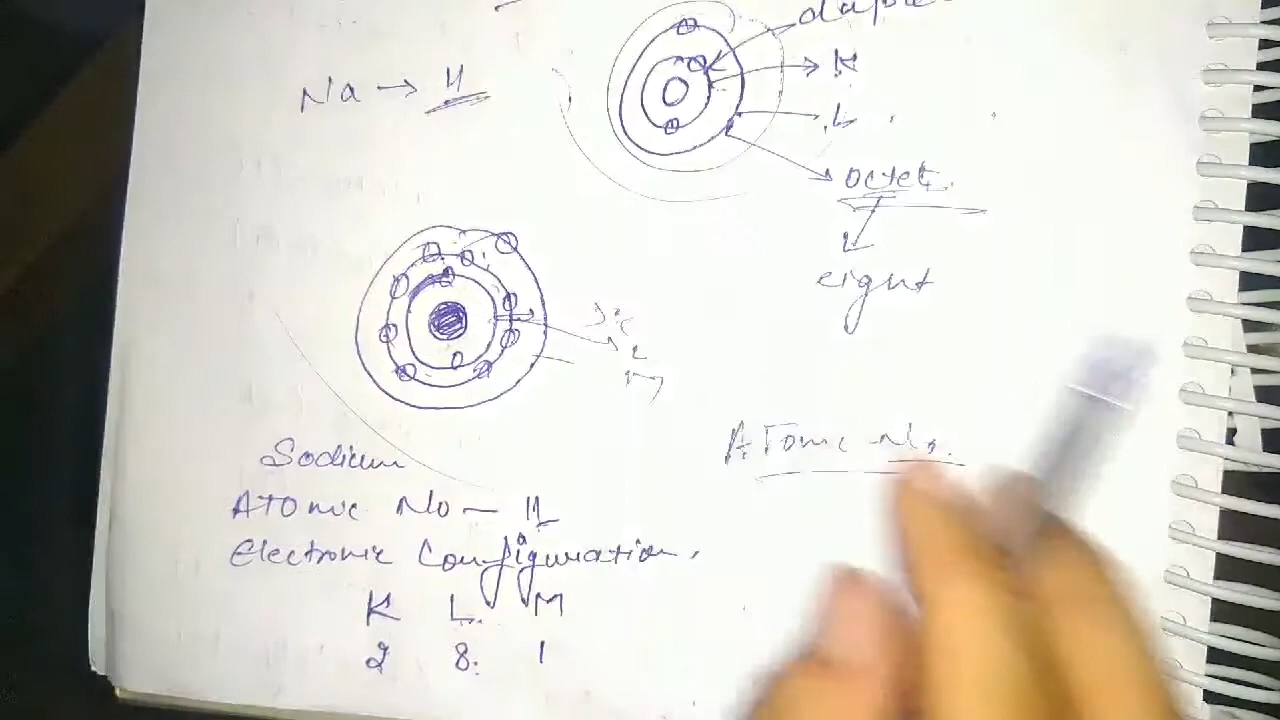 K
Na → 11
L
octet.
eight
L
M
Atomic No.
Sodium
Atomic No — 11
Electronic Configuration.
K L. M
2 8. 1